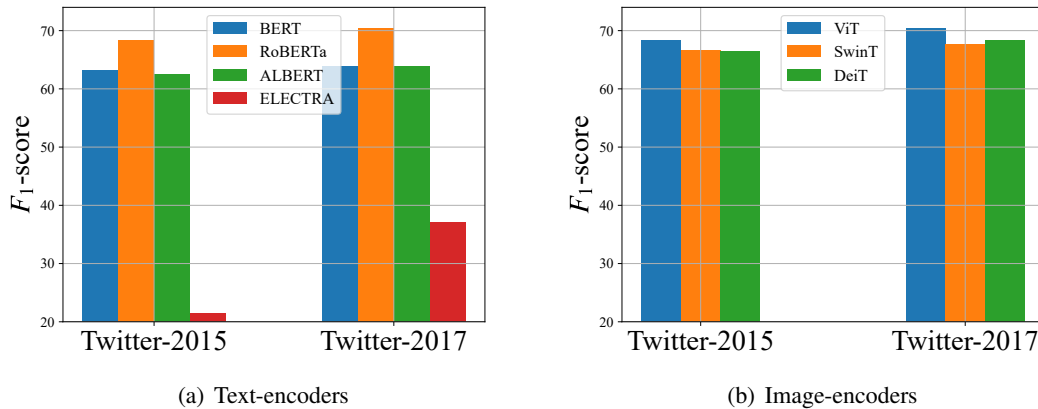 70
60
50
40
30
20
F1-score
BERT
RoBERTa
ALBERT
ELECTRA
Twitter-2015
Twitter-2017
(a) Text-encoders
70
60
50
40
30
20
F1-score
ViT
SwinT
DeiT
Twitter-2015
Twitter-2017
(b) Image-encoders